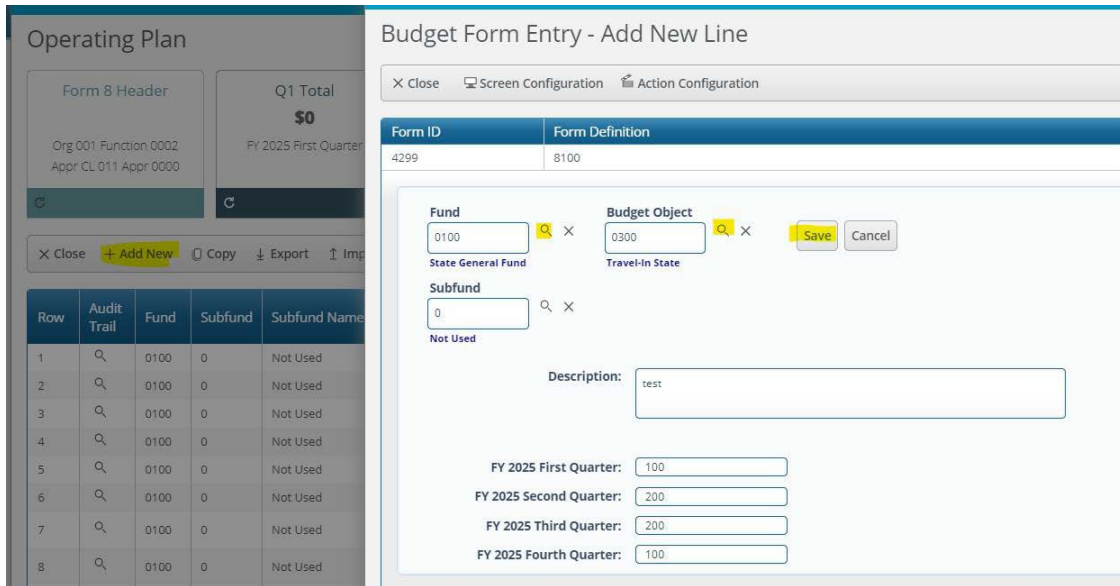 Operating Plan
Form 8 Header
Org 001 Function 0002
Appr CL 011 Appr 0000
Q1 Total
$0
FY 2025 First Quarter
Close Add New Copy Export Imp
Row Audit Trail Fund Subfund Subfund Name
1 0100 0 Not Used
2 0100 0 Not Used
3 0100 0 Not Used
4 0100 0 Not Used
5 0100 0 Not Used
6 0100 0 Not Used
7 0100 0 Not Used
8 0100 0 Not Used
Budget Form Entry - Add New Line
Close Screen Configuration Action Configuration
Form ID Form Definition
4299 8100
Fund Budget Object
0100 0300 Save Cancel
State General Fund Travel-In State
Subfund
0
Not Used
Description: test
FY 2025 First Quarter: 100
FY 2025 Second Quarter: 200
FY 2025 Third Quarter: 200
FY 2025 Fourth Quarter: 100